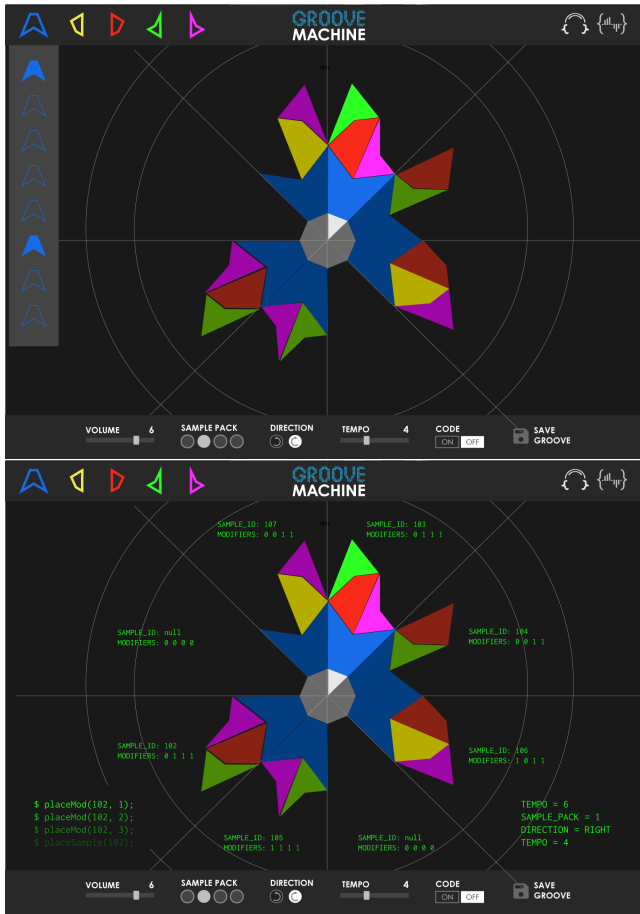 GROOVE
MACHINE
VOLUME 6
SAMPLE PACK
DIRECTION
TEMPO 4
CODE
ON OFF
SAVE
GROOVE
GROOVE
MACHINE
SAMPLE_ID: 107
MODIFIERS: 0 0 1 1
SAMPLE_ID: 103
MODIFIERS: 0 1 1 1
SAMPLE_ID: null
MODIFIERS: 0 0 0 0
SAMPLE_ID: 104
MODIFIERS: 0 0 1 1
SAMPLE_ID: 102
MODIFIERS: 0 1 1 1
SAMPLE_ID: 106
MODIFIERS: 1 0 1 1
$ placeMod(102, 1);
$ placeMod(102, 2);
$ placeMod(102, 3);
$ placeSample(102);
TEMPO = 6
SAMPLE_PACK = 1
DIRECTION = RIGHT
TEMPO = 4
SAMPLE_ID: 105
MODIFIERS: 1 1 1 1
SAMPLE_ID: null
MODIFIERS: 0 0 0 0
VOLUME 6
SAMPLE PACK
DIRECTION
TEMPO 4
CODE
ON OFF
SAVE
GROOVE